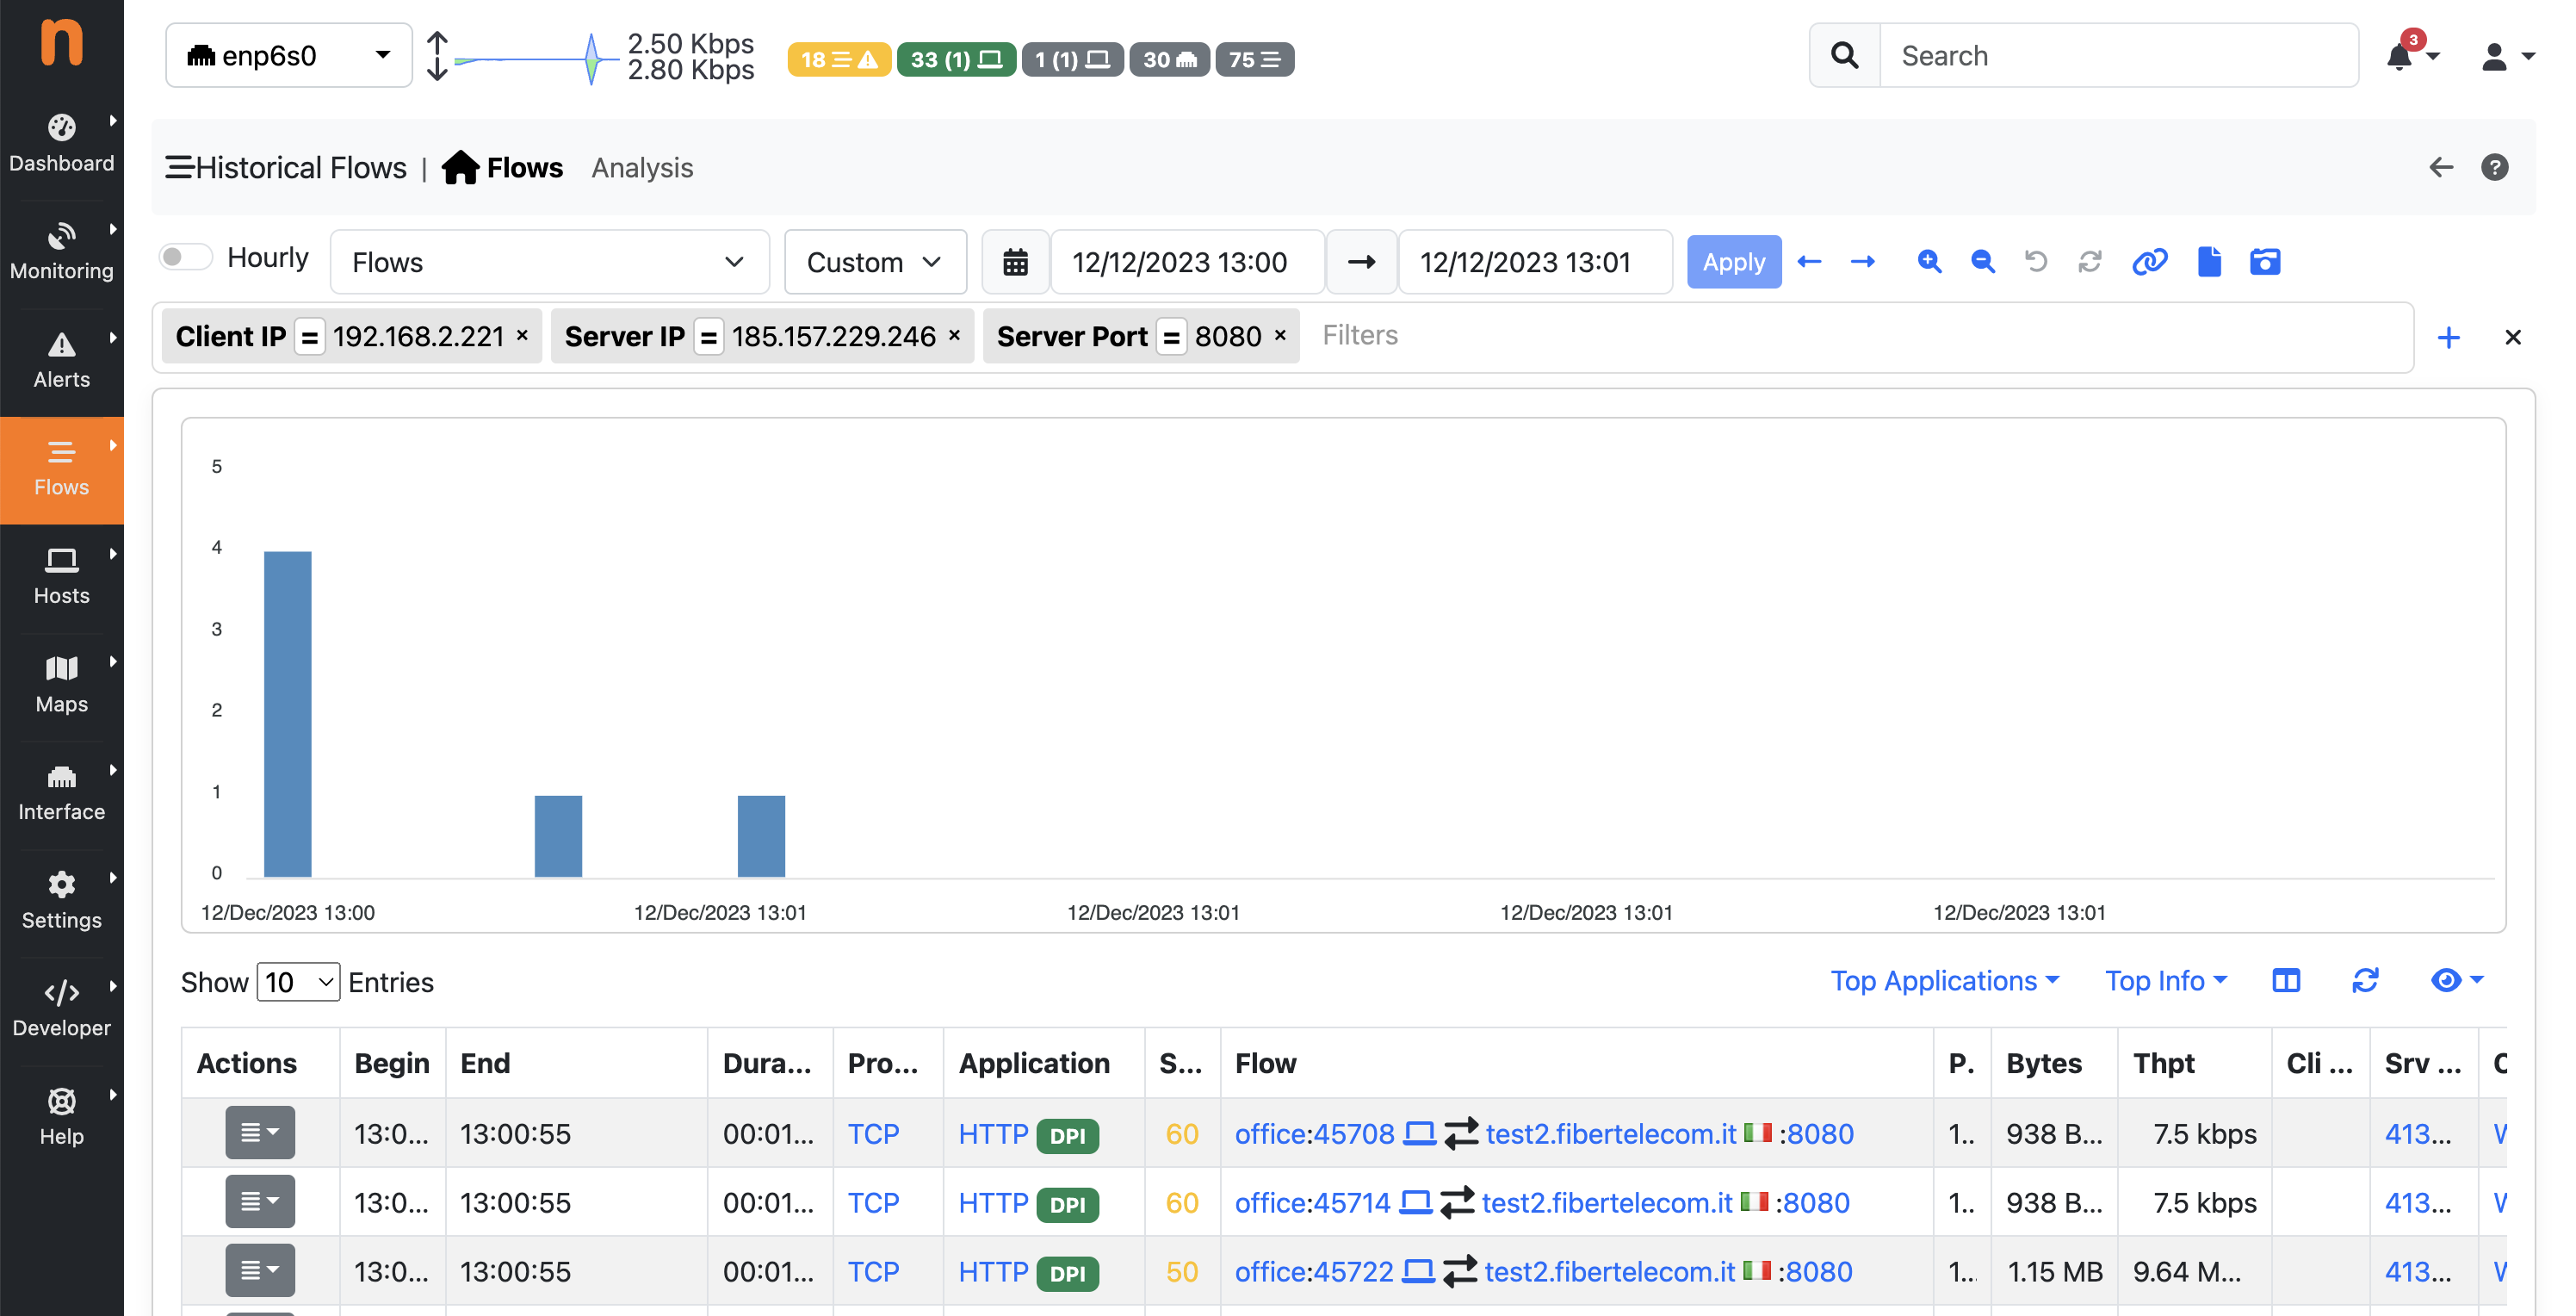 n
enp6s0
2.50 Kbps
2.80 Kbps
18
33 (1)
1 (1)
30
75
Search
3
Dashboard
Monitoring
Alerts
Flows
Hosts
Maps
Interface
Settings
Developer
Help
Historical Flows | Flows Analysis
?
Hourly Flows Custom 12/12/2023 13:00 12/12/2023 13:01 Apply
Client IP = 192.168.2.221 × Server IP = 185.157.229.246 × Server Port = 8080 × Filters + ×
5
4
3
2
1
0
12/Dec/2023 13:00 12/Dec/2023 13:01 12/Dec/2023 13:01 12/Dec/2023 13:01 12/Dec/2023 13:01
Show 10 Entries Top Applications Top Info
Actions Begin End Dura... Pro... Application S... Flow P. Bytes Thpt Cli ... Srv ...
13:0... 13:00:55 00:01... TCP HTTP DPI 60 office:45708 test2.fibertelecom.it :8080 1.. 938 B... 7.5 kbps 413...
13:0... 13:00:55 00:01... TCP HTTP DPI 60 office:45714 test2.fibertelecom.it :8080 1.. 938 B... 7.5 kbps 413...
13:0... 13:00:55 00:01... TCP HTTP DPI 50 office:45722 test2.fibertelecom.it :8080 1... 1.15 MB 9.64 M... 413...